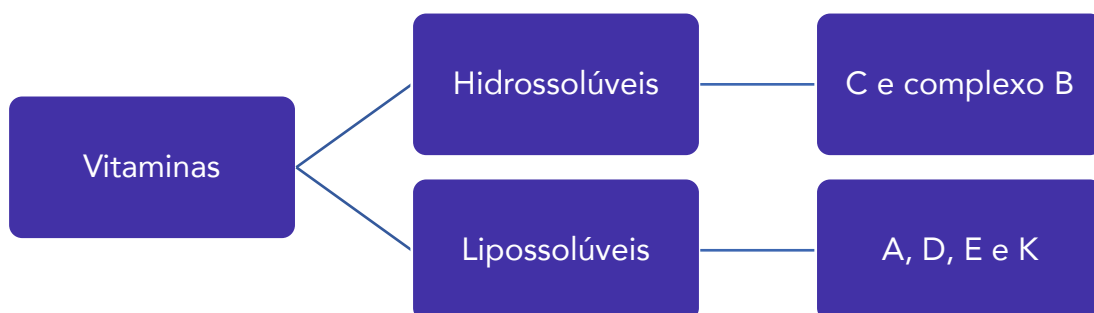 Vitaminas
Hidrossolúveis
C e complexo B
Lipossolúveis
A, D, E e K